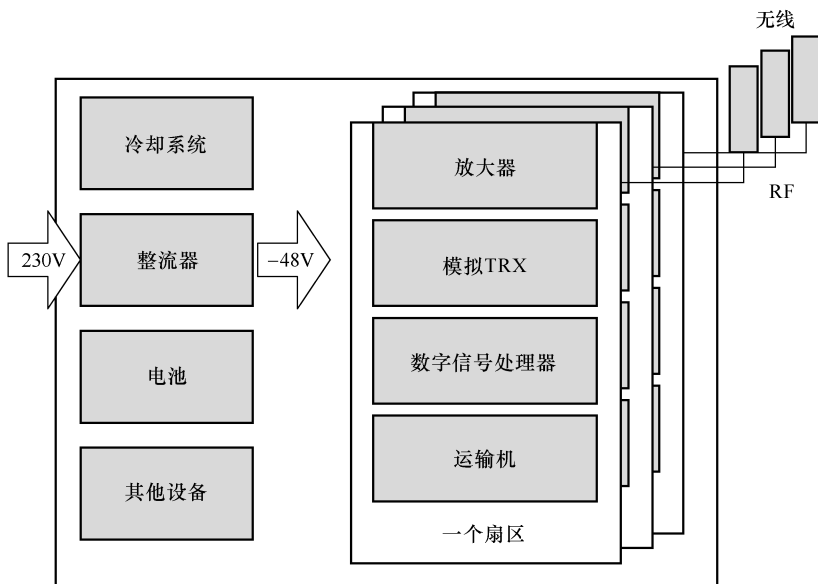 无线
冷却系统
放大器
RF
230V
整流器
−48V
模拟TRX
电池
数字信号处理器
其他设备
运输机
一个扇区